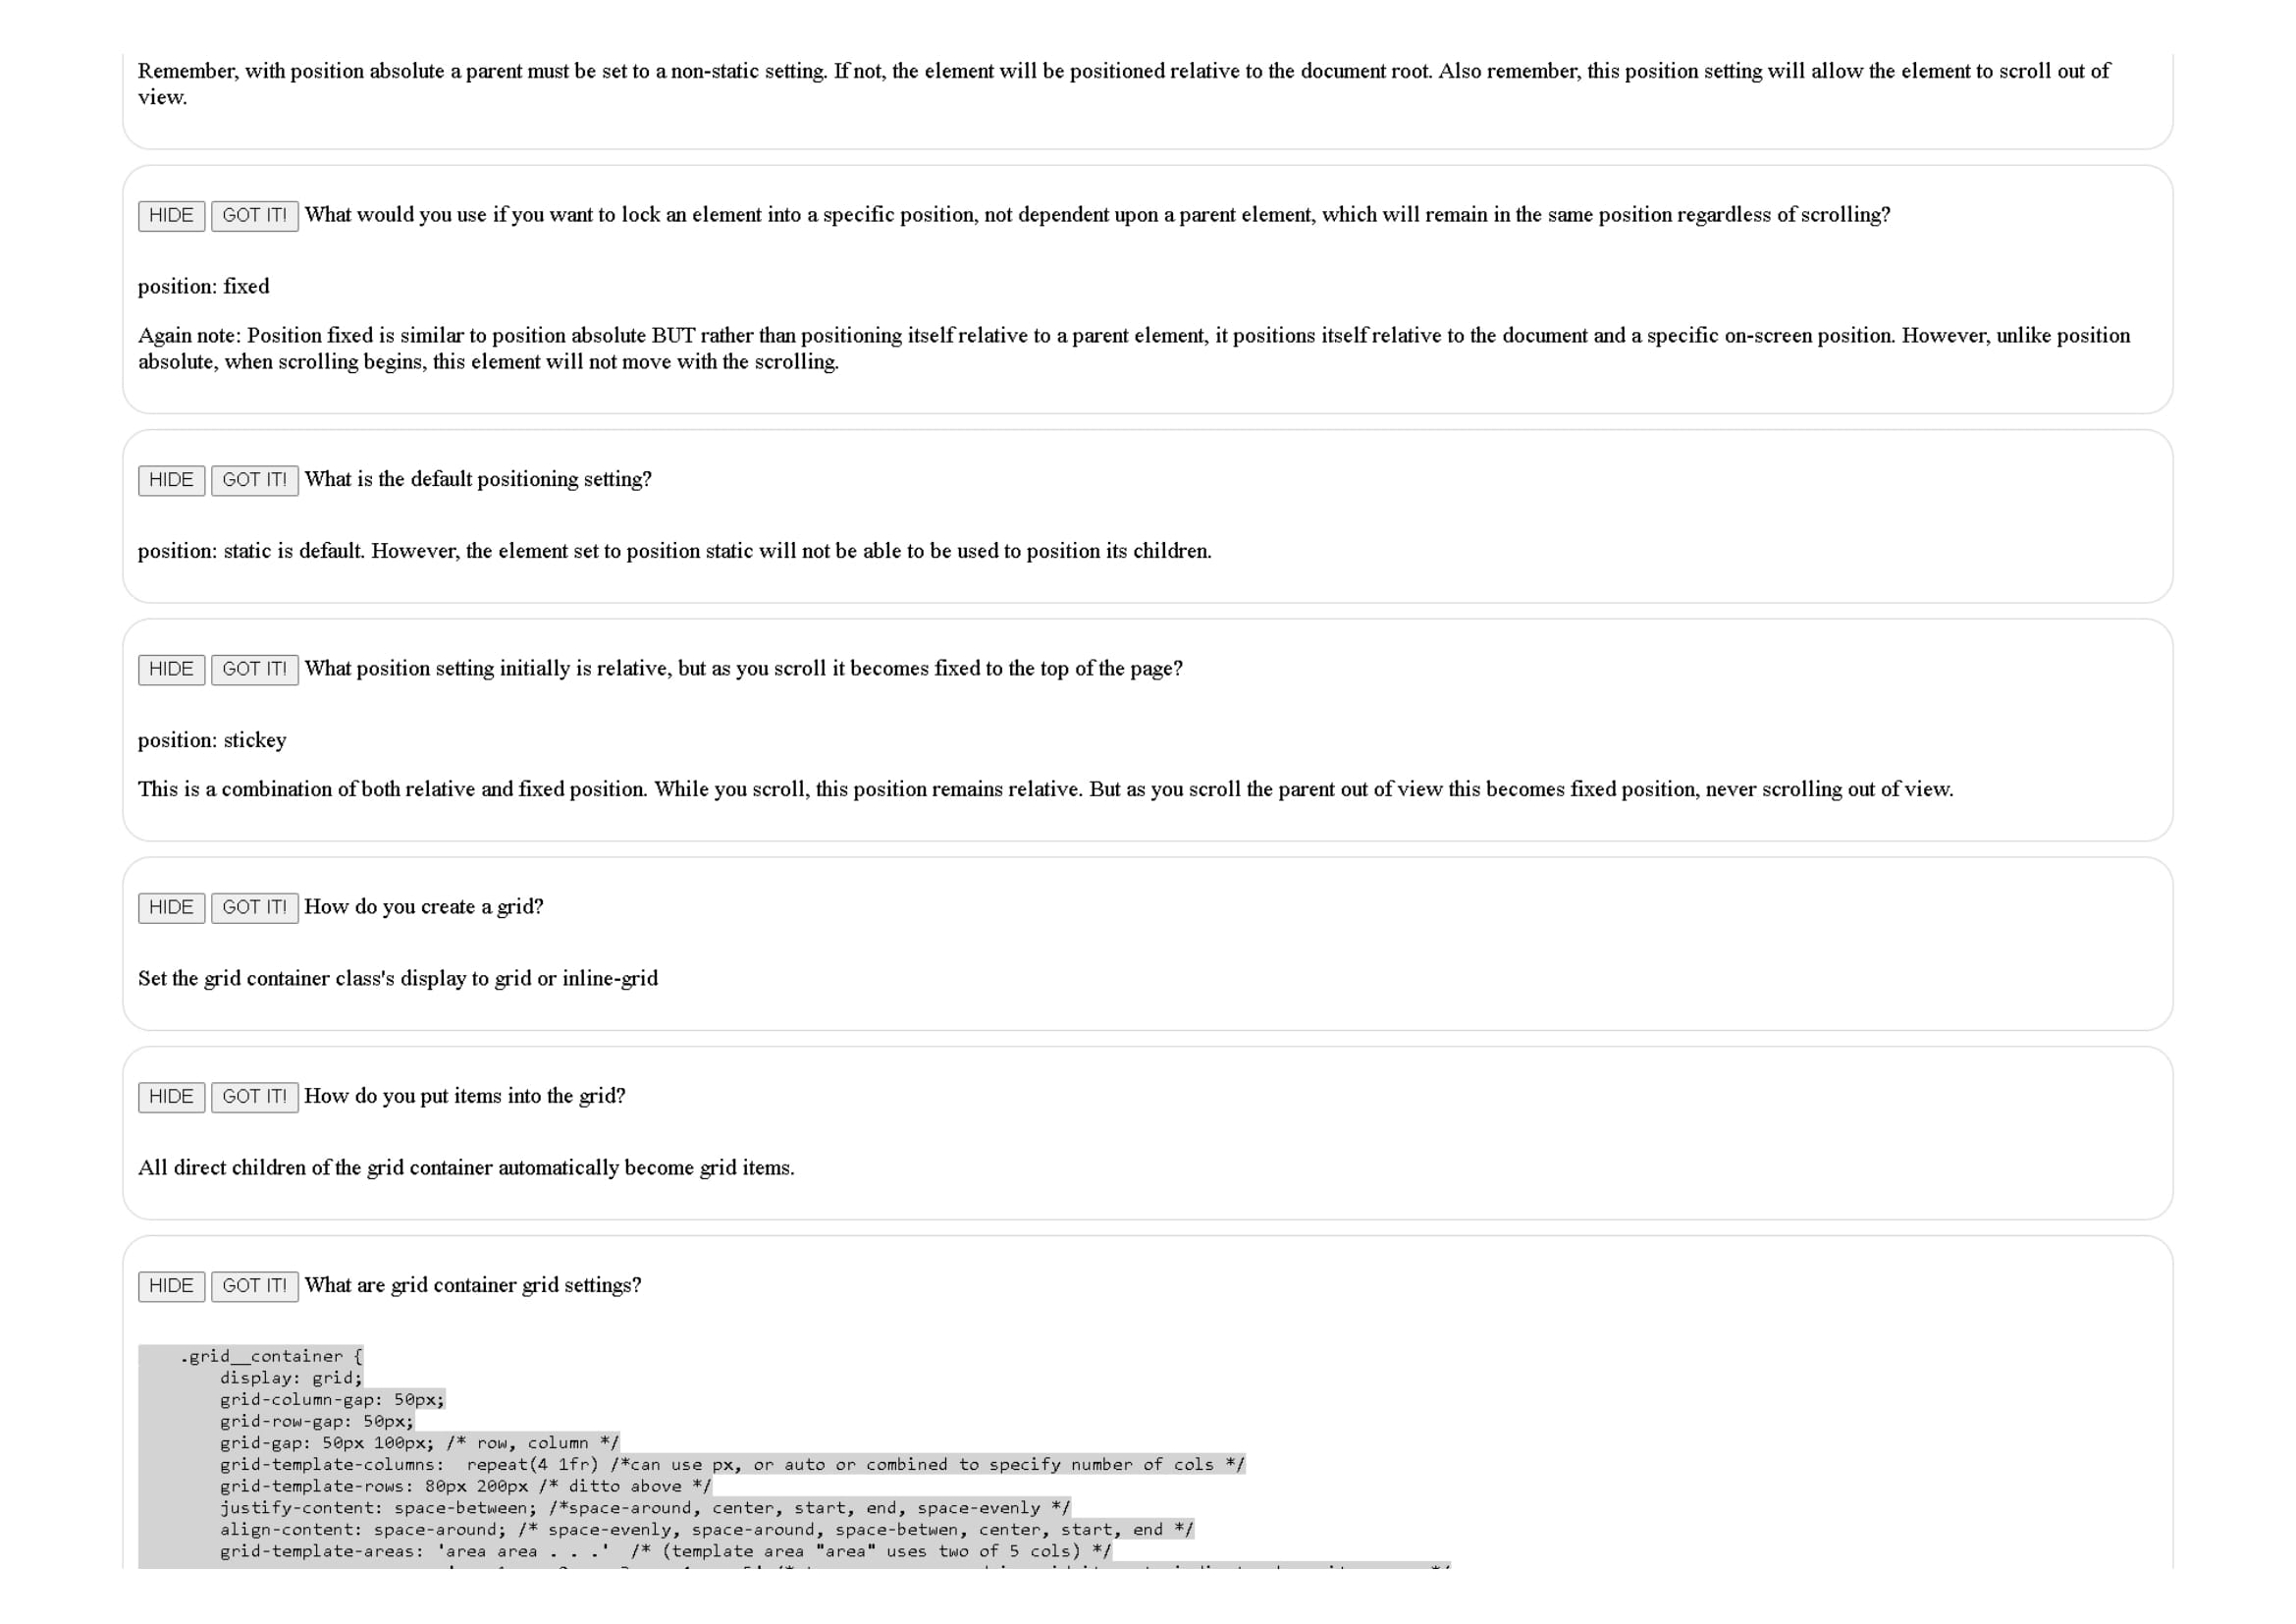 Remember, with position absolute a parent must be set to a non-static setting. If not, the element will be positioned relative to the document root. Also remember, this position setting will allow the element to scroll out of
view.
HIDE GOT IT! What would you use if you want to lock an element into a specific position, not dependent upon a parent element, which will remain in the same position regardless of scrolling?
position: fixed
Again note: Position fixed is similar to position absolute BUT rather than positioning itself relative to a parent element, it positions itself relative to the document and a specific on-screen position. However, unlike position
absolute, when scrolling begins, this element will not move with the scrolling.
HIDE GOT IT! What is the default positioning setting?
position: static is default. However, the element set to position static will not be able to be used to position its children.
HIDE GOT IT! What position setting initially is relative, but as you scroll it becomes fixed to the top of the page?
position: stickey
This is a combination of both relative and fixed position. While you scroll, this position remains relative. But as you scroll the parent out of view this becomes fixed position, never scrolling out of view.
HIDE GOT IT! How do you create a grid?
Set the grid container class's display to grid or inline-grid
HIDE GOT IT! How do you put items into the grid?
All direct children of the grid container automatically become grid items.
HIDE GOT IT! What are grid container grid settings?
.grid__container {
display: grid;
grid-column-gap: 50px;
grid-row-gap: 50px;
grid-gap: 50px 100px; /* row, column */
grid-template-columns:  repeat(4 1fr) /*can use px, or auto or combined to specify number of cols */
grid-template-rows: 80px 200px /* ditto above */
justify-content: space-between; /*space-around, center, start, end, space-evenly */
align-content: space-around; /* space-evenly, space-around, space-betwen, center, start, end */
grid-template-areas: 'area area . . .'  /* (template area "area" uses two of 5 cols) */